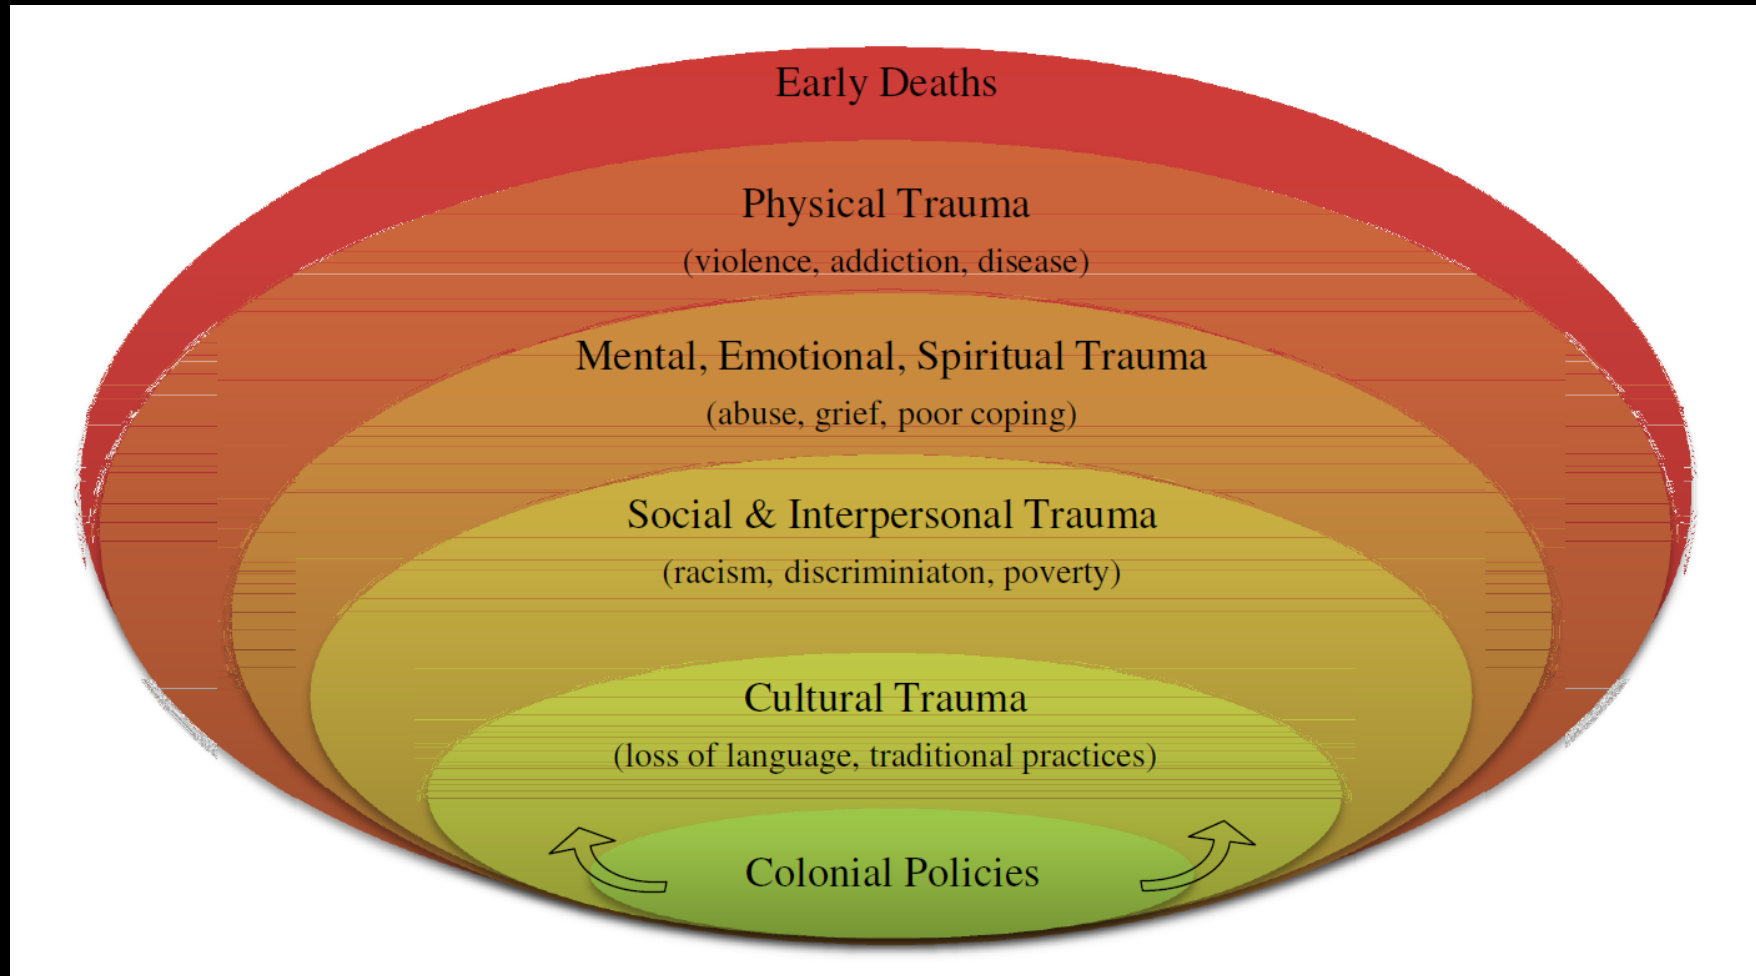 Early Deaths
Physical Trauma
(violence, addiction, disease)
Mental, Emotional, Spiritual Trauma
(abuse, grief, poor coping)
Social & Interpersonal Trauma
(racism, discriminiaton, poverty)
Cultural Trauma
(loss of language, traditional practices)
Colonial Policies